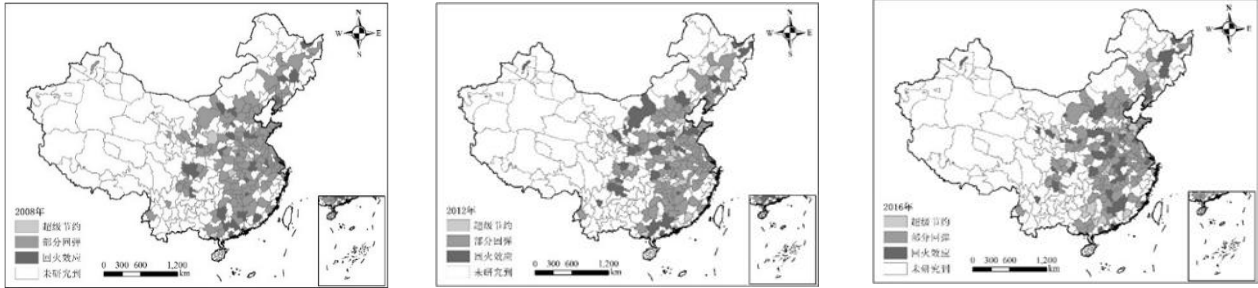 N
W E
S
2008年
超级节约
部分回弹
回火效应
未研究到
0 300 600 1,200
km
N
W E
S
2012年
超级节约
部分回弹
回火效应
未研究到
0 300 600 1,200
km
N
W E
S
2016年
超级节约
部分回弹
回火效应
未研究到
0 300 600 1,200
km